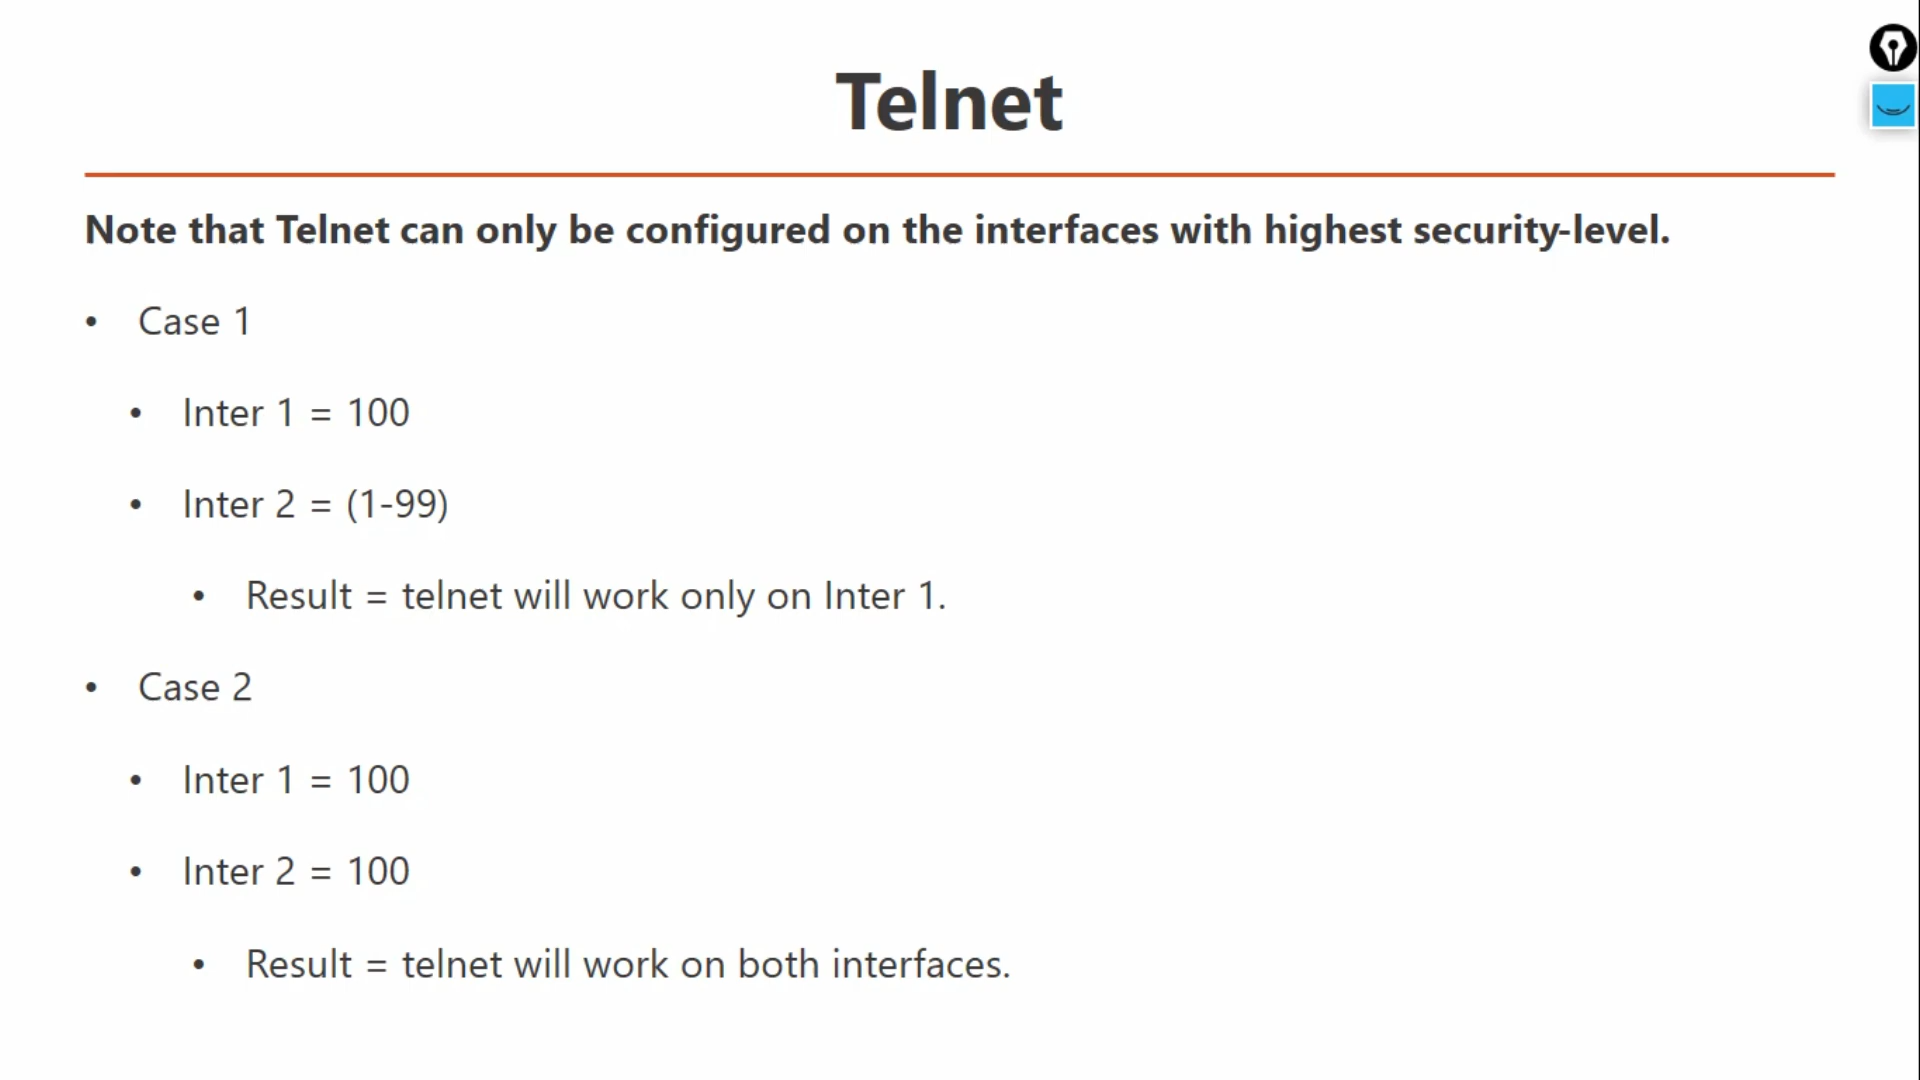 Telnet
Note that Telnet can only be configured on the interfaces with highest security-level.
• Case 1
• Inter 1 = 100
• Inter 2 = (1-99)
• Result = telnet will work only on Inter 1.
• Case 2
• Inter 1 = 100
• Inter 2 = 100
• Result = telnet will work on both interfaces.